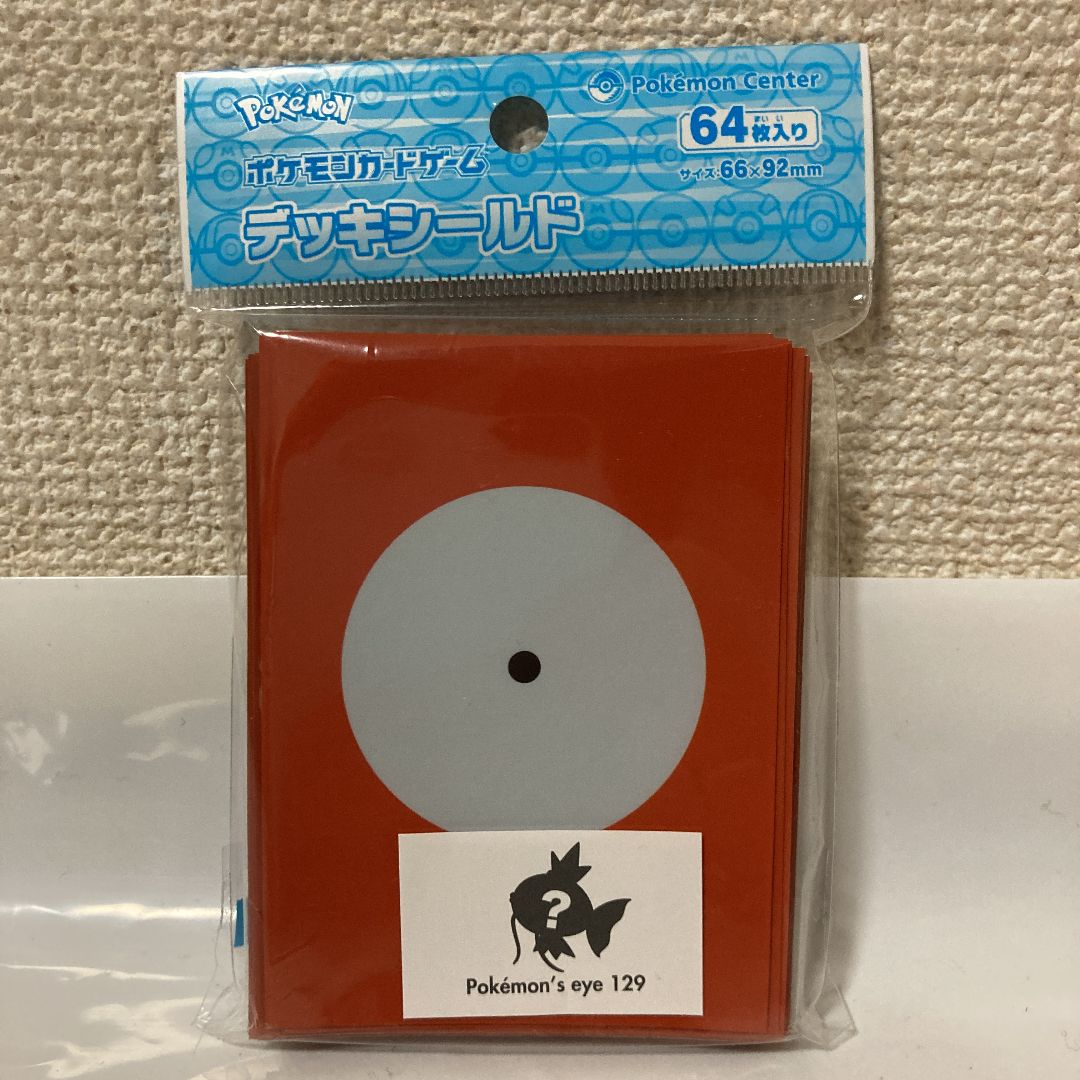 POKÉMON
Pokémon Center
64枚入り
まい い
サイズ:66×92mm
ポケモンカードゲーム
デッキシールド
?
Pokémon's eye 129